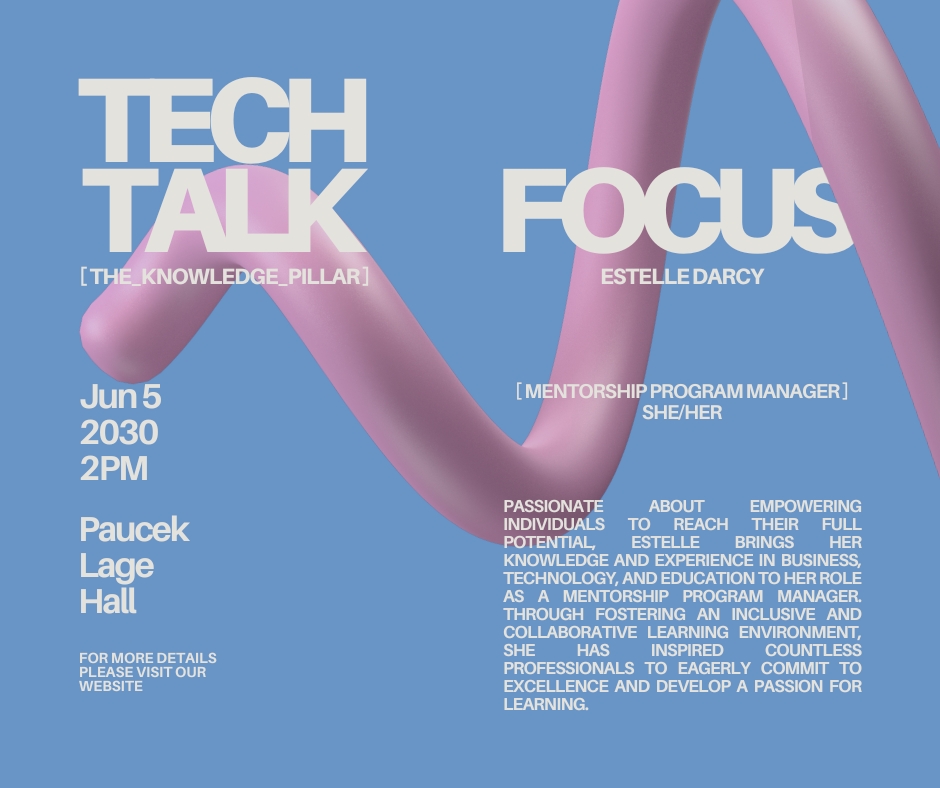 TECH
TALK
[THE_KNOWLEDGE_PILLAR]
Jun 5
2030
2PM
Paucek
Lage
Hall
FOR MORE DETAILS
PLEASE VISIT OUR
WEBSITE
FOCUS
ESTELLE DARCY
[MENTORSHIP PROGRAM MANAGER]
SHE/HER
PASSIONATE ABOUT EMPOWERING
INDIVIDUALS TO REACH THEIR FULL
POTENTIAL, ESTELLE BRINGS HER
KNOWLEDGE AND EXPERIENCE IN BUSINESS,
TECHNOLOGY, AND EDUCATION TO HER ROLE
AS A MENTORSHIP PROGRAM MANAGER.
THROUGH FOSTERING AN INCLUSIVE AND
COLLABORATIVE LEARNING ENVIRONMENT,
SHE HAS INSPIRED COUNTLESS
PROFESSIONALS TO EAGERLY COMMIT TO
EXCELLENCE AND DEVELOP A PASSION FOR
LEARNING.